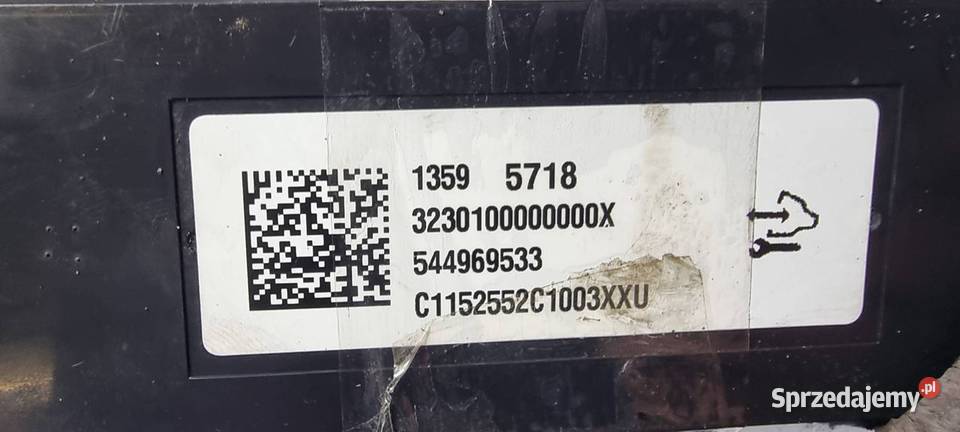 1359 5718
3230100000000X
544969533
C1152552C1003XXU
Sprzedajemy.pl